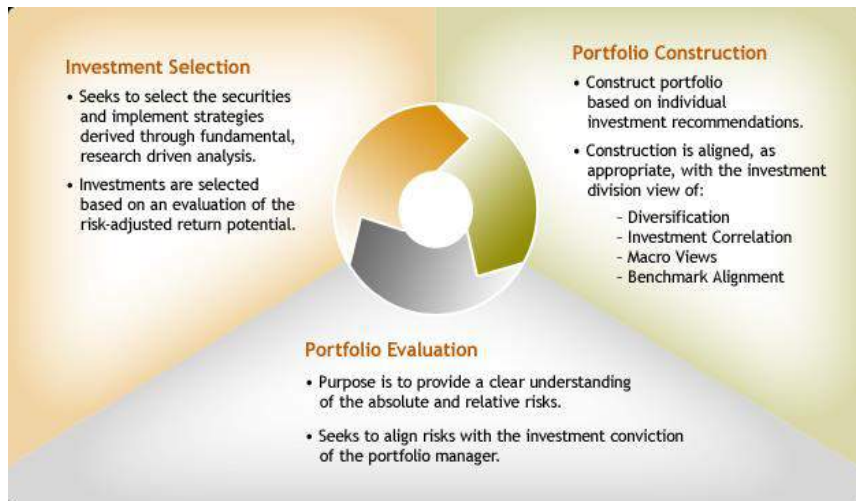 Investment Selection
• Seeks to select the securities
and implement strategies
derived through fundamental,
research driven analysis.
• Investments are selected
based on an evaluation of the
risk-adjusted return potential.
Portfolio Construction
• Construct portfolio
based on individual
investment recommendations.
• Construction is aligned, as
appropriate, with the investment
division view of:
– Diversification
– Investment Correlation
– Macro Views
– Benchmark Alignment
Portfolio Evaluation
• Purpose is to provide a clear understanding
of the absolute and relative risks.
• Seeks to align risks with the investment conviction
of the portfolio manager.